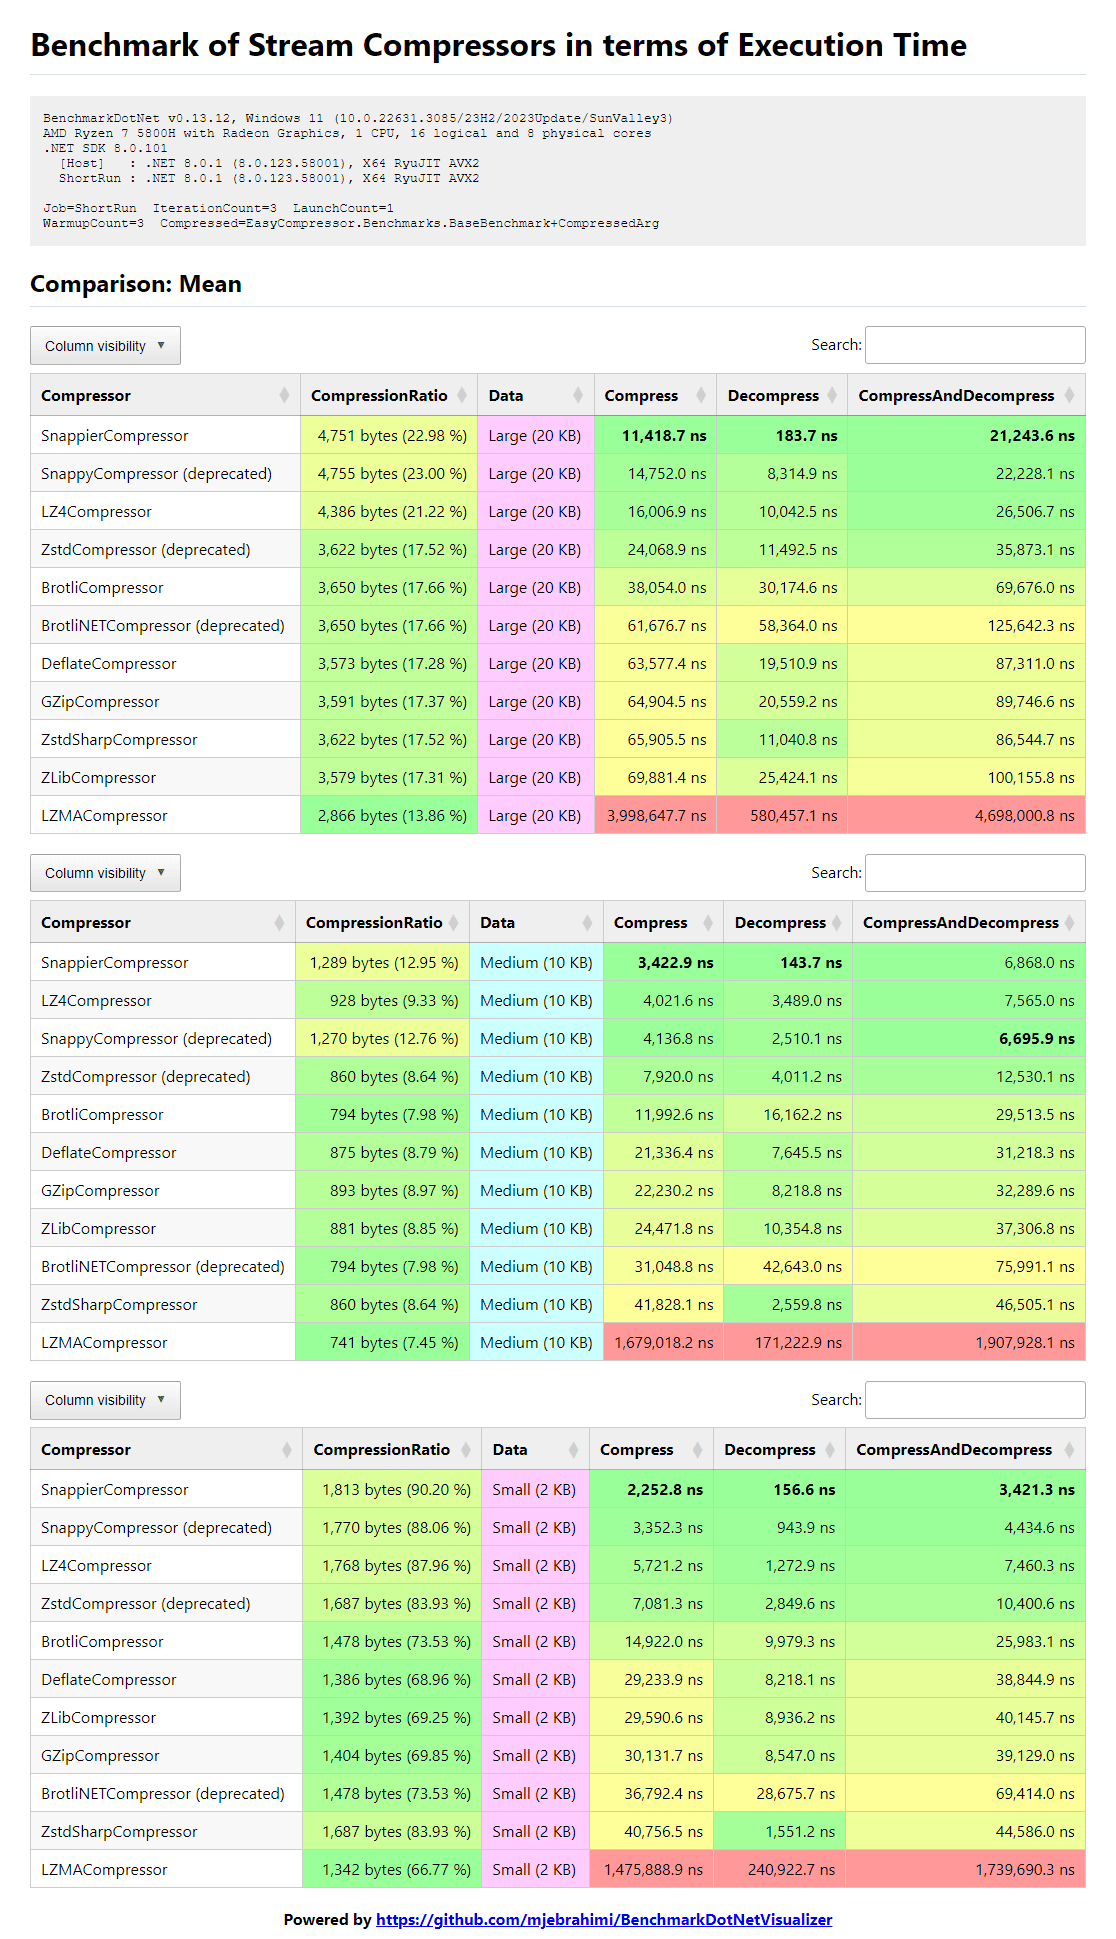 Benchmark of Stream Compressors in terms of Execution Time
BenchmarkDotNet v0.13.12, Windows 11 (10.0.22631.3085/23H2/2023Update/SunValley3)
AMD Ryzen 7 5800H with Radeon Graphics, 1 CPU, 16 logical and 8 physical cores
.NET SDK 8.0.101
[Host]   : .NET 8.0.1 (8.0.123.58001), X64 RyuJIT AVX2
ShortRun : .NET 8.0.1 (8.0.123.58001), X64 RyuJIT AVX2
Job=ShortRun  IterationCount=3  LaunchCount=1
WarmupCount=3  Compressed=EasyCompressor.Benchmarks.BaseBenchmark+CompressedArg
Comparison: Mean
Column visibility ▼ Search:
Compressor CompressionRatio Data Compress Decompress CompressAndDecompress
SnappierCompressor 4,751 bytes (22.98 %) Large (20 KB) 11,418.7 ns 183.7 ns 21,243.6 ns
SnappyCompressor (deprecated) 4,755 bytes (23.00 %) Large (20 KB) 14,752.0 ns 8,314.9 ns 22,228.1 ns
LZ4Compressor 4,386 bytes (21.22 %) Large (20 KB) 16,006.9 ns 10,042.5 ns 26,506.7 ns
ZstdCompressor (deprecated) 3,622 bytes (17.52 %) Large (20 KB) 24,068.9 ns 11,492.5 ns 35,873.1 ns
BrotliCompressor 3,650 bytes (17.66 %) Large (20 KB) 38,054.0 ns 30,174.6 ns 69,676.0 ns
BrotliNETCompressor (deprecated) 3,650 bytes (17.66 %) Large (20 KB) 61,676.7 ns 58,364.0 ns 125,642.3 ns
DeflateCompressor 3,573 bytes (17.28 %) Large (20 KB) 63,577.4 ns 19,510.9 ns 87,311.0 ns
GZipCompressor 3,591 bytes (17.37 %) Large (20 KB) 64,904.5 ns 20,559.2 ns 89,746.6 ns
ZstdSharpCompressor 3,622 bytes (17.52 %) Large (20 KB) 65,905.5 ns 11,040.8 ns 86,544.7 ns
ZLibCompressor 3,579 bytes (17.31 %) Large (20 KB) 69,881.4 ns 25,424.1 ns 100,155.8 ns
LZMACompressor 2,866 bytes (13.86 %) Large (20 KB) 3,998,647.7 ns 580,457.1 ns 4,698,000.8 ns
Column visibility ▼ Search:
Compressor CompressionRatio Data Compress Decompress CompressAndDecompress
SnappierCompressor 1,289 bytes (12.95 %) Medium (10 KB) 3,422.9 ns 143.7 ns 6,868.0 ns
LZ4Compressor 928 bytes (9.33 %) Medium (10 KB) 4,021.6 ns 3,489.0 ns 7,565.0 ns
SnappyCompressor (deprecated) 1,270 bytes (12.76 %) Medium (10 KB) 4,136.8 ns 2,510.1 ns 6,695.9 ns
ZstdCompressor (deprecated) 860 bytes (8.64 %) Medium (10 KB) 7,920.0 ns 4,011.2 ns 12,530.1 ns
BrotliCompressor 794 bytes (7.98 %) Medium (10 KB) 11,992.6 ns 16,162.2 ns 29,513.5 ns
DeflateCompressor 875 bytes (8.79 %) Medium (10 KB) 21,336.4 ns 7,645.5 ns 31,218.3 ns
GZipCompressor 893 bytes (8.97 %) Medium (10 KB) 22,230.2 ns 8,218.8 ns 32,289.6 ns
ZLibCompressor 881 bytes (8.85 %) Medium (10 KB) 24,471.8 ns 10,354.8 ns 37,306.8 ns
BrotliNETCompressor (deprecated) 794 bytes (7.98 %) Medium (10 KB) 31,048.8 ns 42,643.0 ns 75,991.1 ns
ZstdSharpCompressor 860 bytes (8.64 %) Medium (10 KB) 41,828.1 ns 2,559.8 ns 46,505.1 ns
LZMACompressor 741 bytes (7.45 %) Medium (10 KB) 1,679,018.2 ns 171,222.9 ns 1,907,928.1 ns
Column visibility ▼ Search:
Compressor CompressionRatio Data Compress Decompress CompressAndDecompress
SnappierCompressor 1,813 bytes (90.20 %) Small (2 KB) 2,252.8 ns 156.6 ns 3,421.3 ns
SnappyCompressor (deprecated) 1,770 bytes (88.06 %) Small (2 KB) 3,352.3 ns 943.9 ns 4,434.6 ns
LZ4Compressor 1,768 bytes (87.96 %) Small (2 KB) 5,721.2 ns 1,272.9 ns 7,460.3 ns
ZstdCompressor (deprecated) 1,687 bytes (83.93 %) Small (2 KB) 7,081.3 ns 2,849.6 ns 10,400.6 ns
BrotliCompressor 1,478 bytes (73.53 %) Small (2 KB) 14,922.0 ns 9,979.3 ns 25,983.1 ns
DeflateCompressor 1,386 bytes (68.96 %) Small (2 KB) 29,233.9 ns 8,218.1 ns 38,844.9 ns
ZLibCompressor 1,392 bytes (69.25 %) Small (2 KB) 29,590.6 ns 8,936.2 ns 40,145.7 ns
GZipCompressor 1,404 bytes (69.85 %) Small (2 KB) 30,131.7 ns 8,547.0 ns 39,129.0 ns
BrotliNETCompressor (deprecated) 1,478 bytes (73.53 %) Small (2 KB) 36,792.4 ns 28,675.7 ns 69,414.0 ns
ZstdSharpCompressor 1,687 bytes (83.93 %) Small (2 KB) 40,756.5 ns 1,551.2 ns 44,586.0 ns
LZMACompressor 1,342 bytes (66.77 %) Small (2 KB) 1,475,888.9 ns 240,922.7 ns 1,739,690.3 ns
Powered by https://github.com/mjebrahimi/BenchmarkDotNetVisualizer